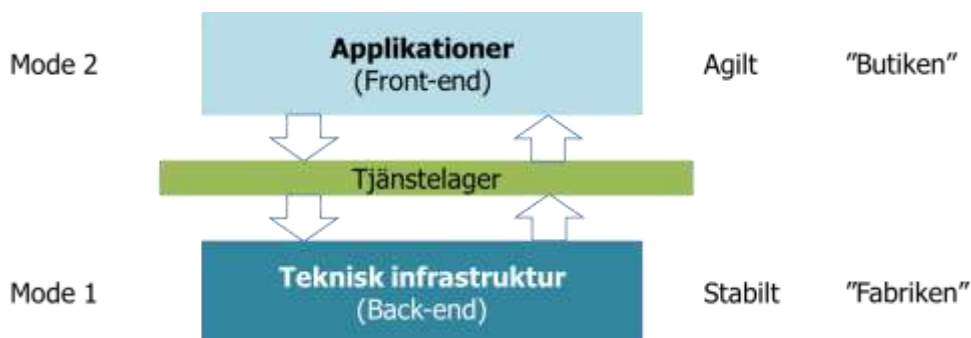 Mode 2
Applikationer
(Front-end)
Agilt
”Butiken”
Tjänstelager
Mode 1
Teknisk infrastruktur
(Back-end)
Stabilt
”Fabriken”